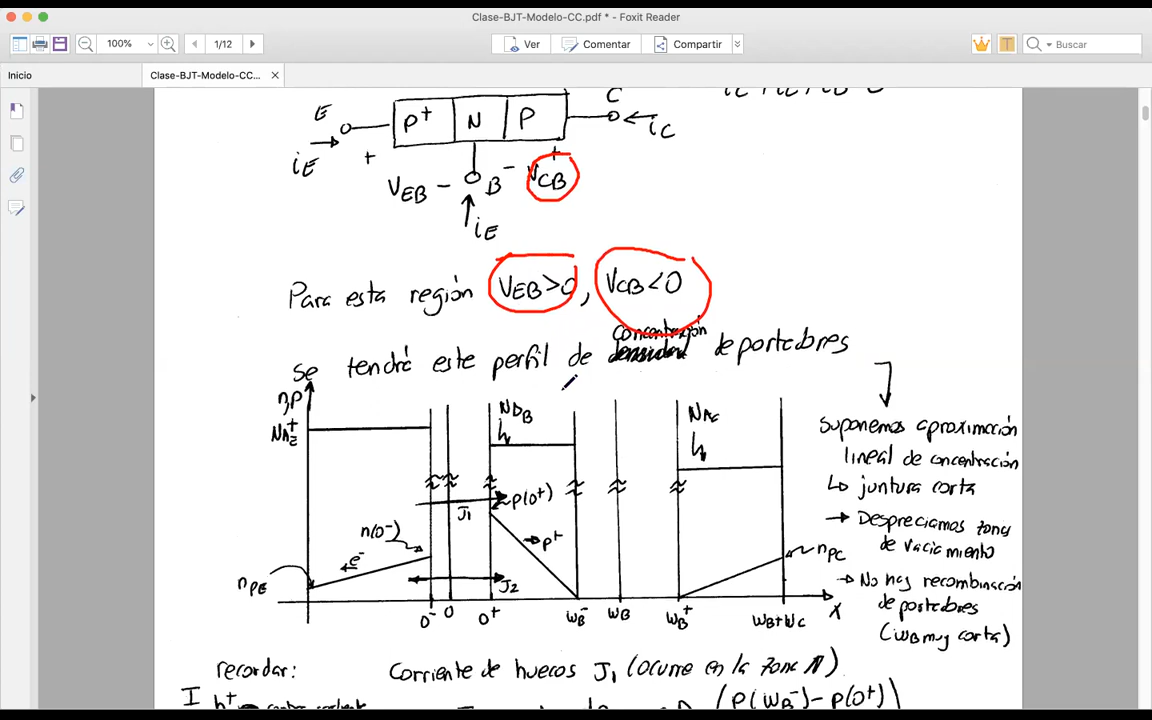 Clase-BJT-Modelo-CC.pdf * - Foxit Reader
100%
1/12
Ver
Comentar
Compartir
Buscar
Inicio
Clase-BJT-Modelo-CC...
E
P+ N P
C
iE
+
iC
VEB - B - VCB +
iE
Para esta región VEB>0, VCB<0
concentración
Se tendrá este perfil de densidad de portadores
n,p
NDB
NAC
Suponemos aproximación
lineal de concentración
↳ juntura corta
→ Despreciamos zona
de vaciamiento
→ No hay recombinación
de portadores
(WB muy corta)
J1
p(0+)
n(0-)
e-
p+
nPE
J2
nPC
0- 0 0+ WB- WB WB+ WB+WC X
recordar: Corriente de huecos J1 (ocurre en la zona N)
I
(P(WB-) - P(0+))